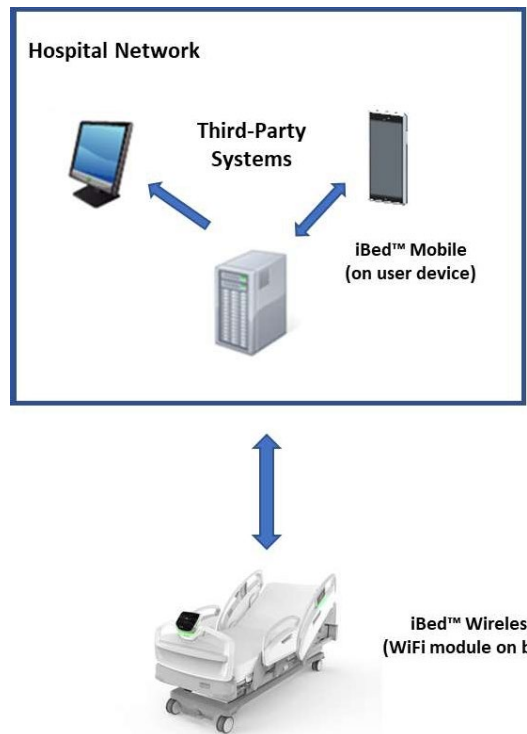 Hospital Network
Third-Party
Systems
iBed™ Mobile
(on user device)
iBed™ Wireles
(WiFi module on b